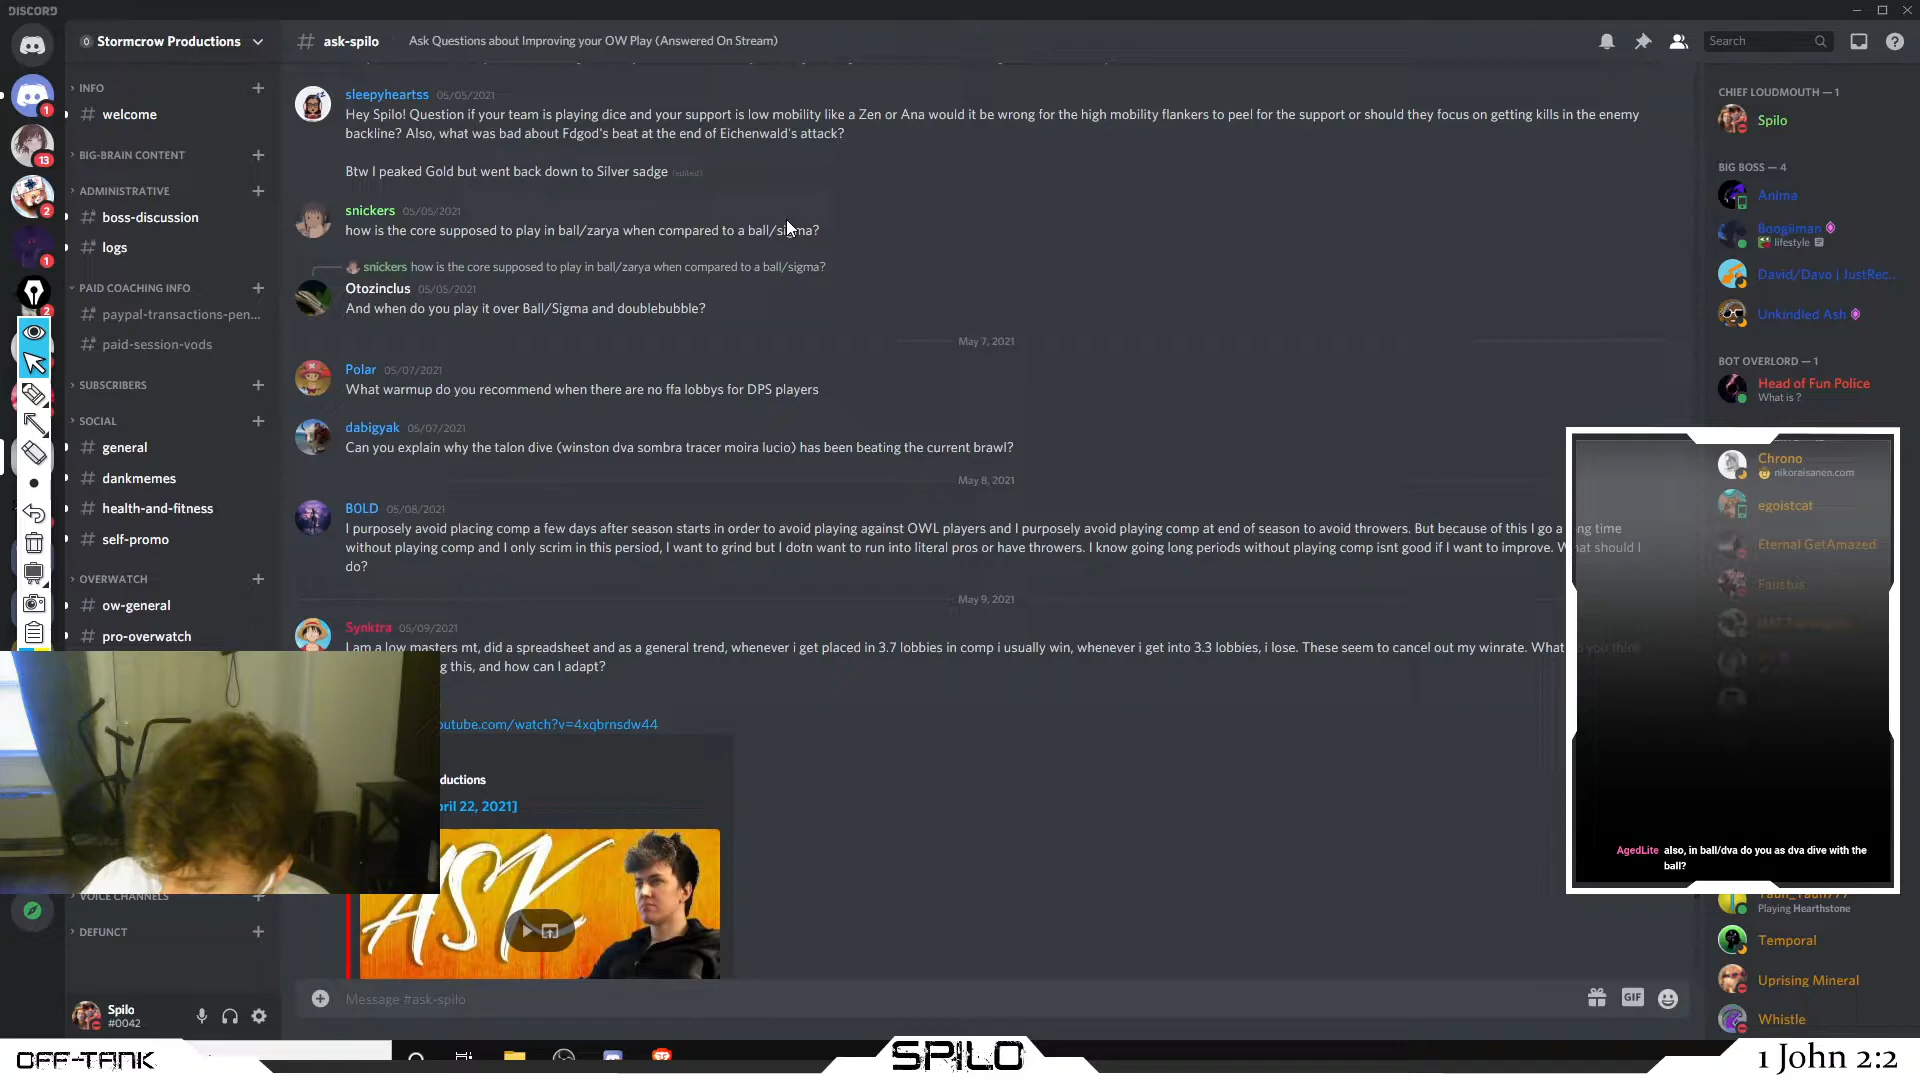 DISCORD
Stormcrow Productions
# ask-spilo Ask Questions about Improving your OW Play (Answered On Stream)
Search
INFO
# welcome
BIG-BRAIN CONTENT
ADMINISTRATIVE
boss-discussion
logs
PAID COACHING INFO
paypal-transactions-pen...
paid-session-vods
SUBSCRIBERS
SOCIAL
# general
# dankmemes
# health-and-fitness
# self-promo
OVERWATCH
# ow-general
# pro-overwatch
VOICE CHANNELS
DEFUNCT
Spilo
#0042
1
13
2
1
2
sleepyheartss 05/05/2021
Hey Spilo! Question if your team is playing dice and your support is low mobility like a Zen or Ana would it be wrong for the high mobility flankers to peel for the support or should they focus on getting kills in the enemy
backline? Also, what was bad about Fdgod's beat at the end of Eichenwald's attack?
Btw I peaked Gold but went back down to Silver sadge (edited)
snickers 05/05/2021
how is the core supposed to play in ball/zarya when compared to a ball/sigma?
snickers how is the core supposed to play in ball/zarya when compared to a ball/sigma?
Otozinclus 05/05/2021
And when do you play it over Ball/Sigma and doublebubble?
May 7, 2021
Polar 05/07/2021
What warmup do you recommend when there are no ffa lobbys for DPS players
dabigyak 05/07/2021
Can you explain why the talon dive (winston dva sombra tracer moira lucio) has been beating the current brawl?
May 8, 2021
BOLD 05/08/2021
I purposely avoid placing comp a few days after season starts in order to avoid playing against OWL players and I purposely avoid playing comp at end of season to avoid throwers. But because of this I go a ng time
without playing comp and I only scrim in this persiod, I want to grind but I dotn want to run into literal pros or have throwers. I know going long periods without playing comp isnt good if I want to improve. W at should I
do?
May 9, 2021
Synktra 05/09/2021
I am a low masters mt, did a spreadsheet and as a general trend, whenever i get placed in 3.7 lobbies in comp i usually win, whenever i get into 3.3 lobbies, i lose. These seem to cancel out my winrate. What you think
g this, and how can I adapt?
outube.com/watch?v=4xqbrnsdw44
ductions
oril 22, 2021]
ASK
Message #ask-spilo
GIF
CHIEF LOUDMOUTH — 1
Spilo
BIG BOSS — 4
Anima
Boogiiman
lifestyle
David/Davo | JustRec...
Unkindled Ash
BOT OVERLORD — 1
Head of Fun Police
What is ?
Chrono
nikoraisanen.com
egoistcat
Eternal GetAmazed
Faustus
AgedLite also, in ball/dva do you as dva dive with the
ball?
Playing Hearthstone
Temporal
Uprising Mineral
Whistle
OFF-TANK
SPILO
1 John 2:2